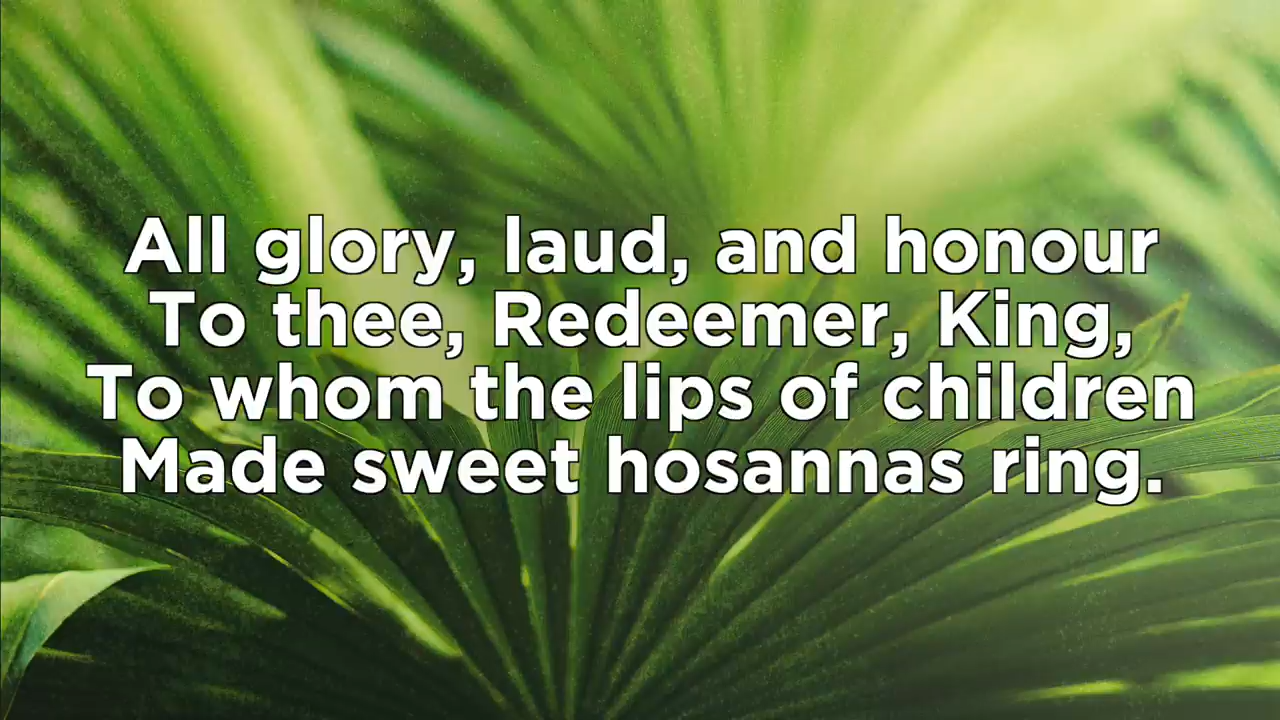 All glory, laud, and honour
To thee, Redeemer, King,
To whom the lips of children
Made sweet hosannas ring.